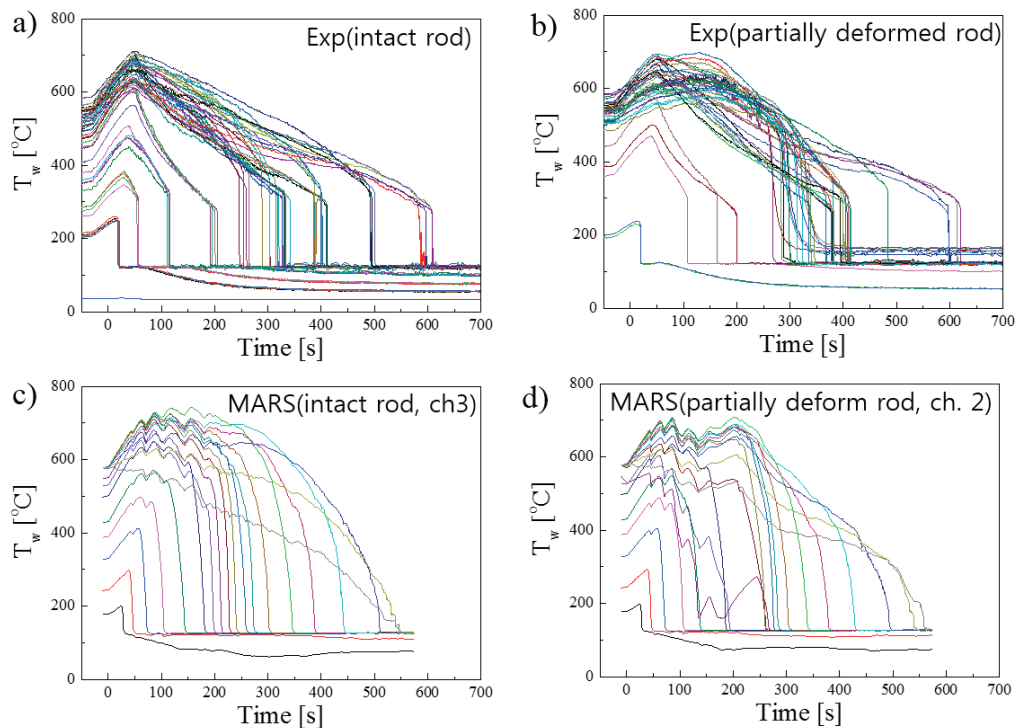 a)
Exp(intact rod)
800
600
400
200
0
T_w [°C]
0 100 200 300 400 500 600 700
Time [s]
b)
Exp(partially deformed rod)
800
600
400
200
0
T_w [°C]
0 100 200 300 400 500 600 700
Time [s]
c)
MARS(intact rod, ch3)
800
600
400
200
0
T_w [°C]
0 100 200 300 400 500 600 700
Time [s]
d)
MARS(partially deform rod, ch. 2)
800
600
400
200
0
T_w [°C]
0 100 200 300 400 500 600 700
Time [s]